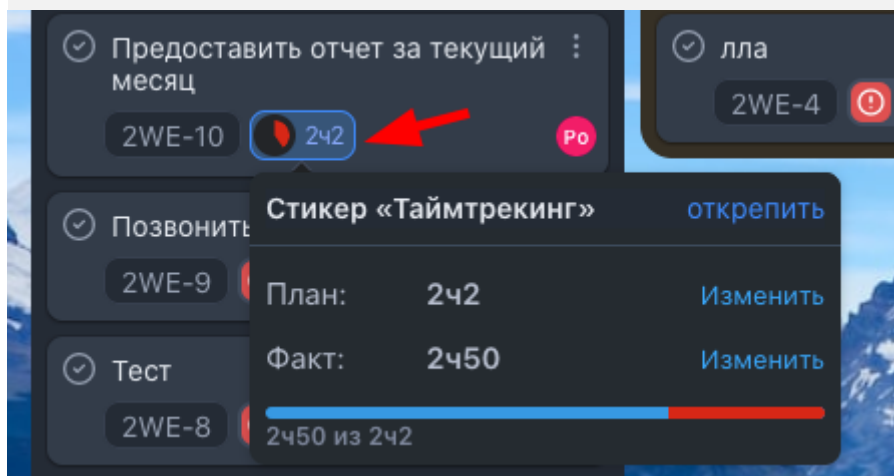 Предоставить отчет за текущий
месяц
2WE-10 2ч2 Po
лла
2WE-4
Позвонить
2WE-9
Тест
2WE-8
Стикер «Таймтрекинг» открепить
План: 2ч2 Изменить
Факт: 2ч50 Изменить
2ч50 из 2ч2